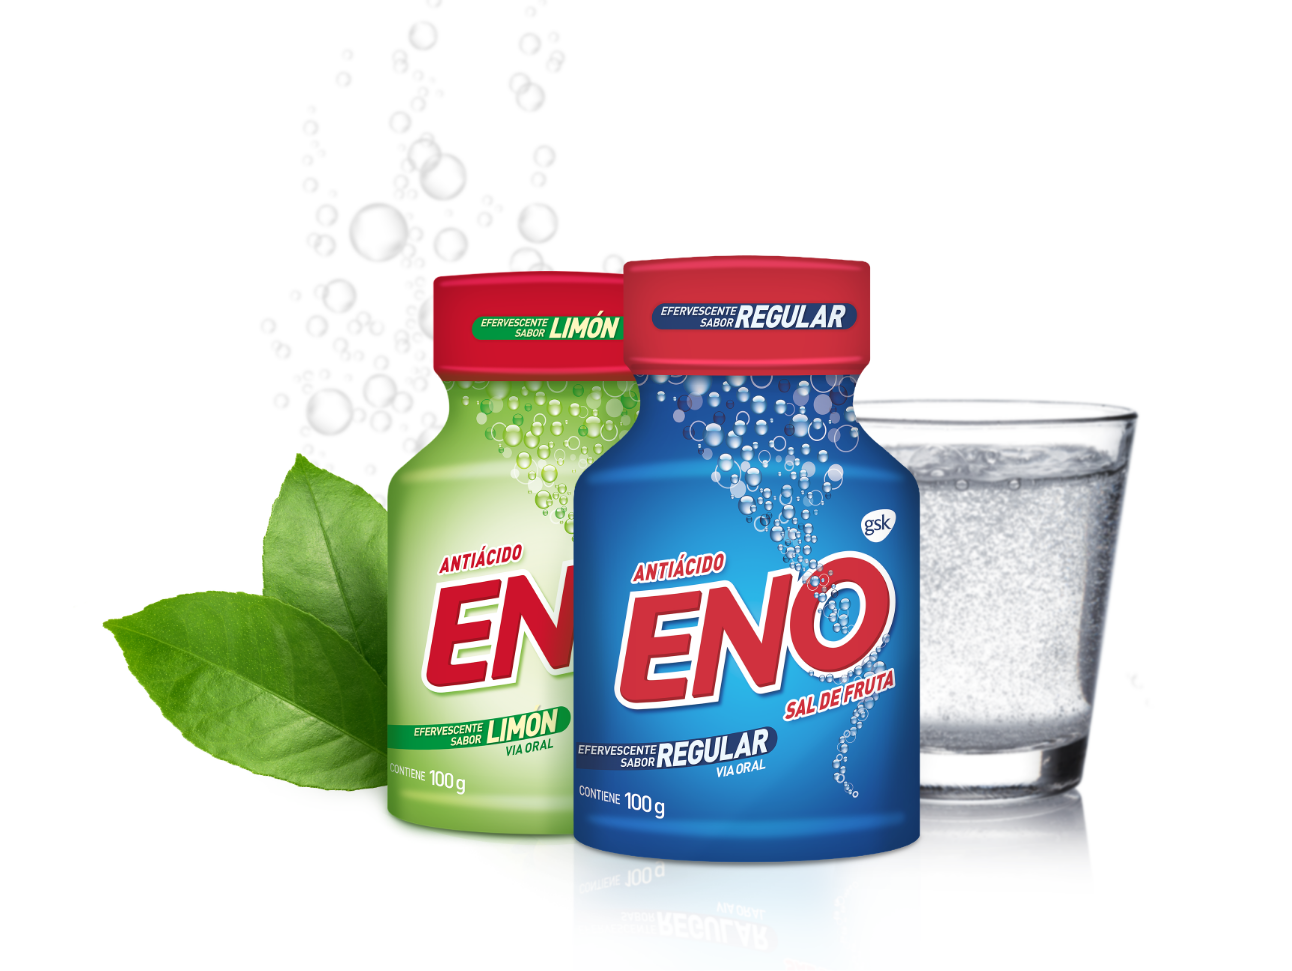 EFERVESCENTE
SABOR LIMÓN
ANTIÁCIDO
EN
EFERVESCENTE
SABOR LIMÓN
VIA ORAL
CONTIENE 100 g
EFERVESCENTE
SABOR REGULAR
gsk
ANTIÁCIDO
ENO
SAL DE FRUTA
EFERVESCENTE
SABOR REGULAR
VIA ORAL
CONTIENE 100 g